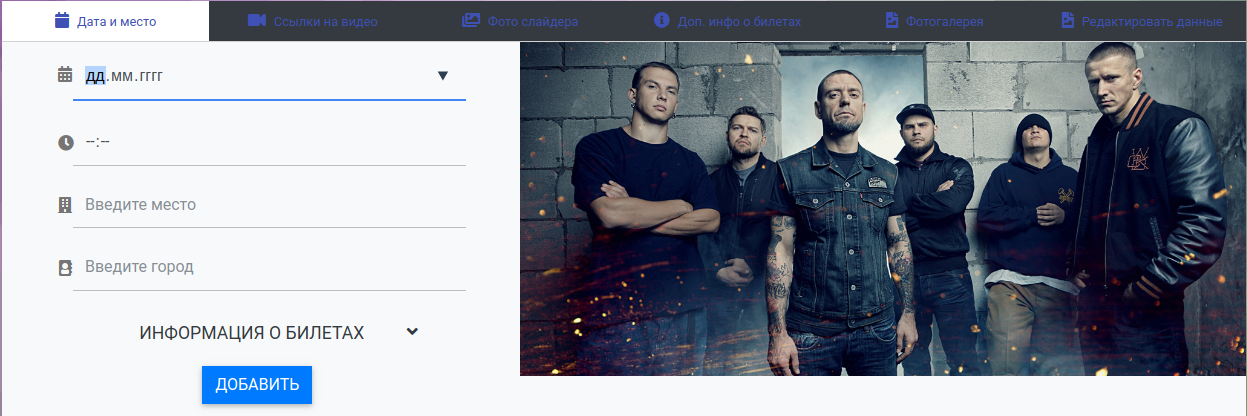 Дата и место
Ссылки на видео
Фото слайдера
Доп. инфо о билетах
Фотогалерея
Редактировать данные
дд.мм.гггг
--:--
Введите место
Введите город
ИНФОРМАЦИЯ О БИЛЕТАХ
ДОБАВИТЬ